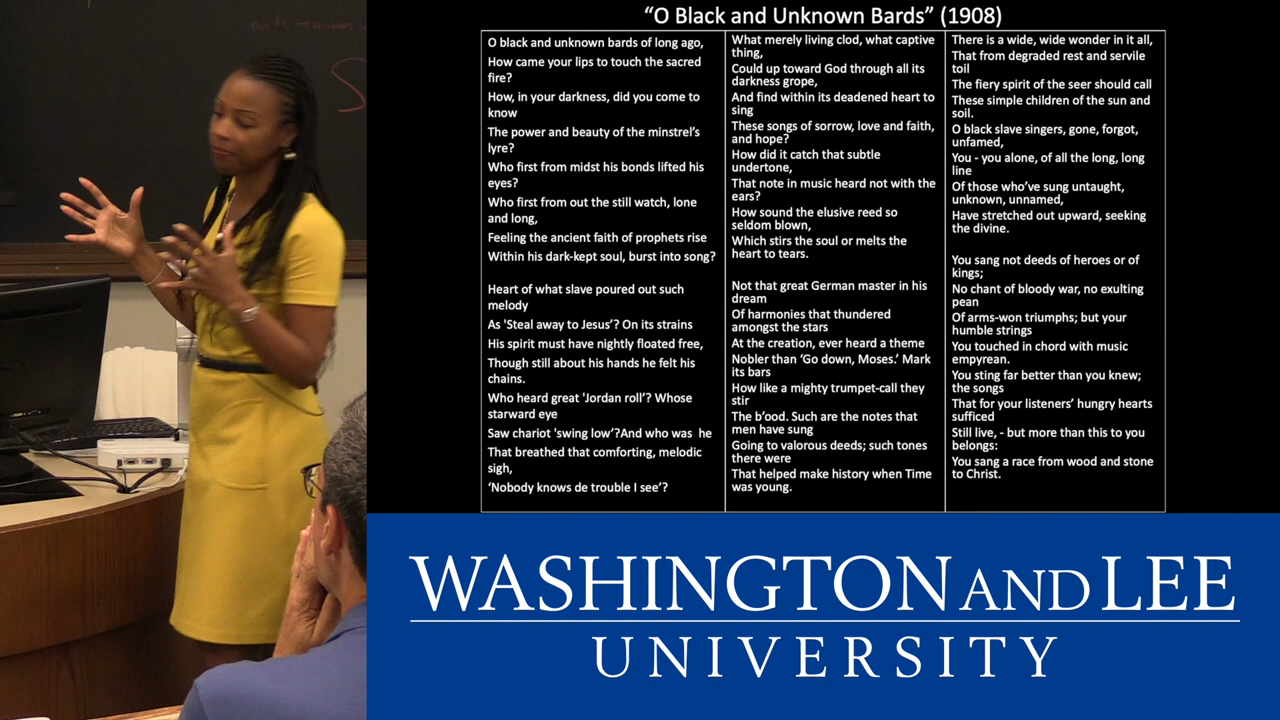 “O Black and Unknown Bards” (1908)
O black and unknown bards of long ago,
How came your lips to touch the sacred
fire?
How, in your darkness, did you come to
know
The power and beauty of the minstrel’s
lyre?
Who first from midst his bonds lifted his
eyes?
Who first from out the still watch, lone
and long,
Feeling the ancient faith of prophets rise
Within his dark-kept soul, burst into song?
Heart of what slave poured out such
melody
As 'Steal away to Jesus’? On its strains
His spirit must have nightly floated free,
Though still about his hands he felt his
chains.
Who heard great 'Jordan roll’? Whose
starward eye
Saw chariot 'swing low’?And who was he
That breathed that comforting, melodic
sigh,
‘Nobody knows de trouble I see’?
What merely living clod, what captive
thing,
Could up toward God through all its
darkness grope,
And find within its deadened heart to
sing
These songs of sorrow, love and faith,
and hope?
How did it catch that subtle
undertone,
That note in music heard not with the
ears?
How sound the elusive reed so
seldom blown,
Which stirs the soul or melts the
heart to tears.
Not that great German master in his
dream
Of harmonies that thundered
amongst the stars
At the creation, ever heard a theme
Nobler than ‘Go down, Moses.’ Mark
its bars
How like a mighty trumpet-call they
stir
The b’ood. Such are the notes that
men have sung
Going to valorous deeds; such tones
there were
That helped make history when Time
was young.
There is a wide, wide wonder in it all,
That from degraded rest and servile
toil
The fiery spirit of the seer should call
These simple children of the sun and
soil.
O black slave singers, gone, forgot,
unfamed,
You - you alone, of all the long, long
line
Of those who’ve sung untaught,
unknown, unnamed,
Have stretched out upward, seeking
the divine.
You sang not deeds of heroes or of
kings;
No chant of bloody war, no exulting
pean
Of arms-won triumphs; but your
humble strings
You touched in chord with music
empyrean.
You sting far better than you knew;
the songs
That for your listeners’ hungry hearts
sufficed
Still live, - but more than this to you
belongs:
You sang a race from wood and stone
to Christ.
WASHINGTON AND LEE
UNIVERSITY